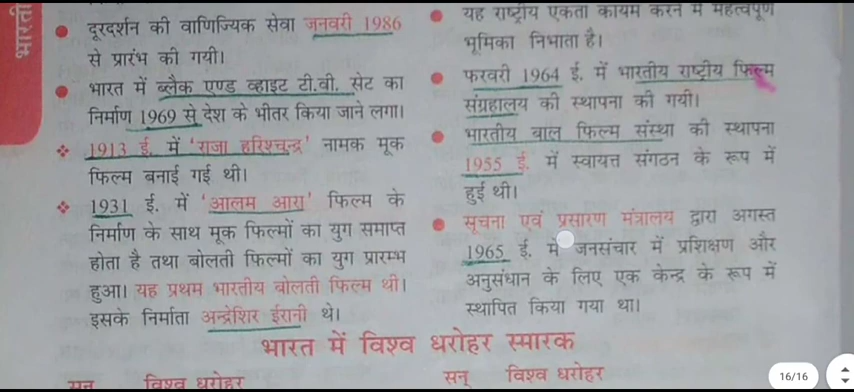 भारती
दूरदर्शन की वाणिज्यिक सेवा जनवरी 1986
से प्रारंभ की गयी।
भारत में ब्लैक एण्ड व्हाइट टी.वी. सेट का
निर्माण 1969 से देश के भीतर किया जाने लगा।
1913 ई. में 'राजा हरिश्चन्द्र' नामक मूक
फिल्म बनाई गई थी।
1931 ई. में 'आलम आरा' फिल्म के
निर्माण के साथ मूक फिल्मों का युग समाप्त
होता है तथा बोलती फिल्मों का युग प्रारम्भ
हुआ। यह प्रथम भारतीय बोलती फिल्म थी।
इसके निर्माता अन्द्रेशिर ईरानी थे।
यह राष्ट्रीय एकता कायम करने में महत्वपूर्ण
भूमिका निभाता है।
फरवरी 1964 ई. में भारतीय राष्ट्रीय फिल्म
संग्रहालय की स्थापना की गयी।
भारतीय बाल फिल्म संस्था की स्थापना
1955 ई. में स्वायत्त संगठन के रूप में
हुई थी।
सूचना एवं प्रसारण मंत्रालय द्वारा अगस्त
1965 ई. में जनसंचार में प्रशिक्षण और
अनुसंधान के लिए एक केन्द्र के रूप में
स्थापित किया गया था।
भारत में विश्व धरोहर स्मारक
सन् विश्व धरोहर
सन् विश्व धरोहर
16/16